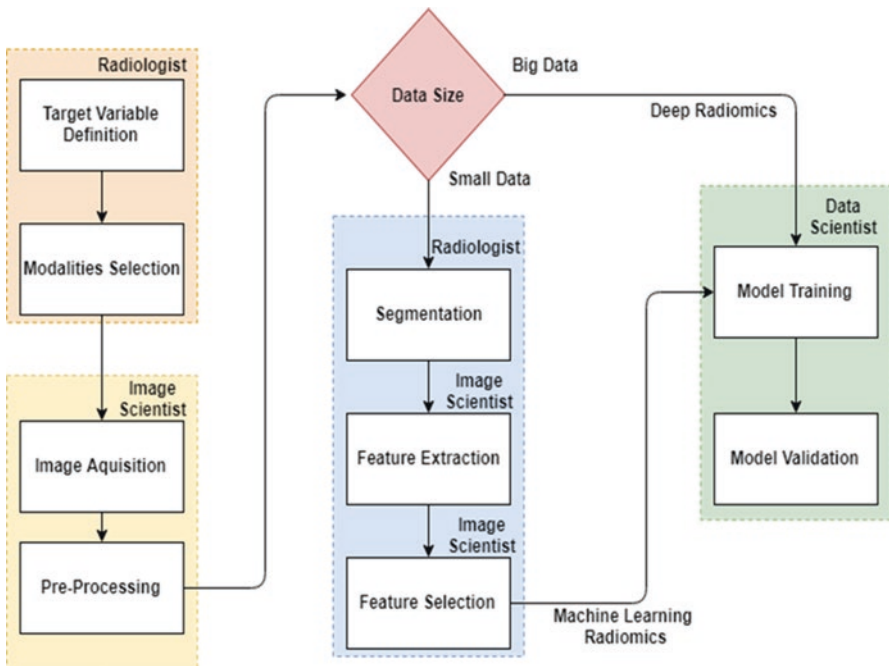 Radiologist
Target Variable
Definition
Modalities Selection
Image
Scientist
Image Aquisition
Pre-Processing
Data Size
Big Data
Deep Radiomics
Small Data
Radiologist
Segmentation
Image
Scientist
Feature Extraction
Image
Scientist
Feature Selection
Machine Learning
Radiomics
Data
Scientist
Model Training
Model Validation